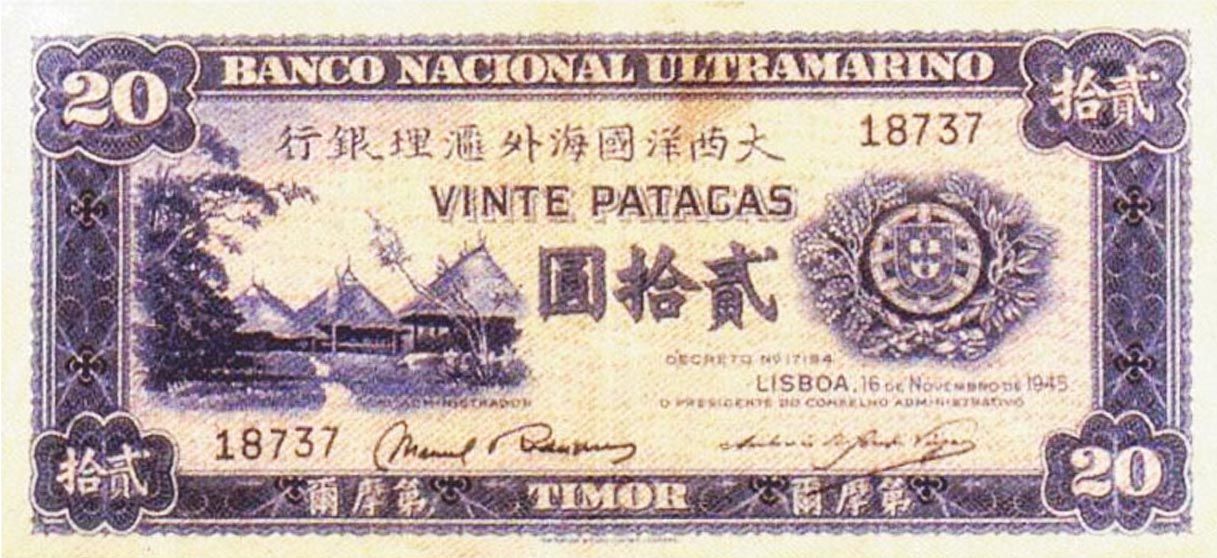 20
BANCO NACIONAL ULTRAMARINO
貳拾
大西洋國海外滙理銀行
18737
VINTE PATACAS
貳拾圓
DECRETO Nº 17154
LISBOA, 16 DE NOVEMBRO DE 1945
ADMINISTRADOR
O PRESIDENTE DO CONSELHO ADMINISTRATIVO
18737
貳拾
第摩爾
TIMOR
第摩爾
20